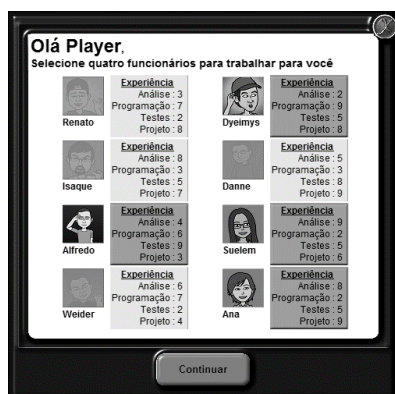 Olá Player,
Selecione quatro funcionários para trabalhar para você
Experiência
Análise : 3
Programação : 7
Testes : 2
Projeto : 8
Renato
Experiência
Análise : 2
Programação : 9
Testes : 5
Projeto : 8
Dyeimys
Experiência
Análise : 8
Programação : 3
Testes : 5
Projeto : 7
Isaque
Experiência
Análise : 5
Programação : 3
Testes : 8
Projeto : 9
Danne
Experiência
Análise : 4
Programação : 6
Testes : 9
Projeto : 3
Alfredo
Experiência
Análise : 9
Programação : 2
Testes : 5
Projeto : 6
Suelem
Experiência
Análise : 6
Programação : 7
Testes : 2
Projeto : 4
Weider
Experiência
Análise : 8
Programação : 2
Testes : 5
Projeto : 9
Ana
Continuar